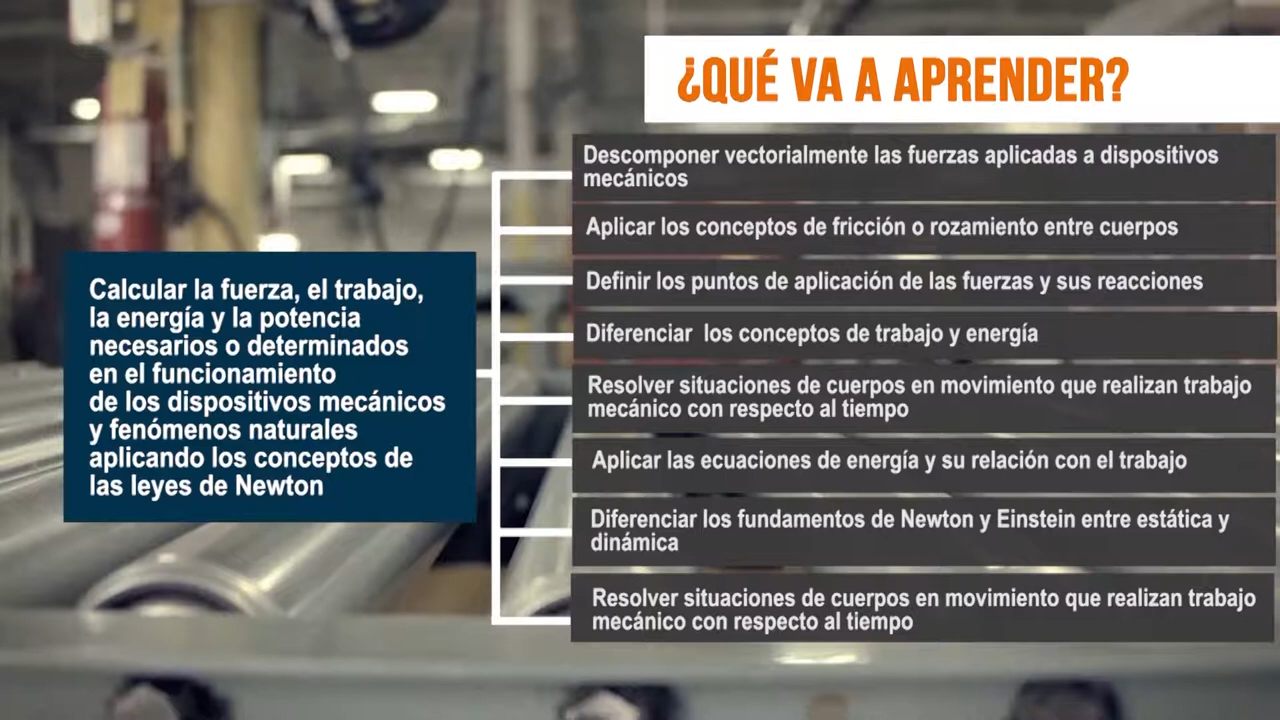 ¿QUÉ VA A APRENDER?
Calcular la fuerza, el trabajo,
la energía y la potencia
necesarios o determinados
en el funcionamiento
de los dispositivos mecánicos
y fenómenos naturales
aplicando los conceptos de
las leyes de Newton
Descomponer vectorialmente las fuerzas aplicadas a dispositivos
mecánicos
Aplicar los conceptos de fricción o rozamiento entre cuerpos
Definir los puntos de aplicación de las fuerzas y sus reacciones
Diferenciar los conceptos de trabajo y energía
Resolver situaciones de cuerpos en movimiento que realizan trabajo
mecánico con respecto al tiempo
Aplicar las ecuaciones de energía y su relación con el trabajo
Diferenciar los fundamentos de Newton y Einstein entre estática y
dinámica
Resolver situaciones de cuerpos en movimiento que realizan trabajo
mecánico con respecto al tiempo